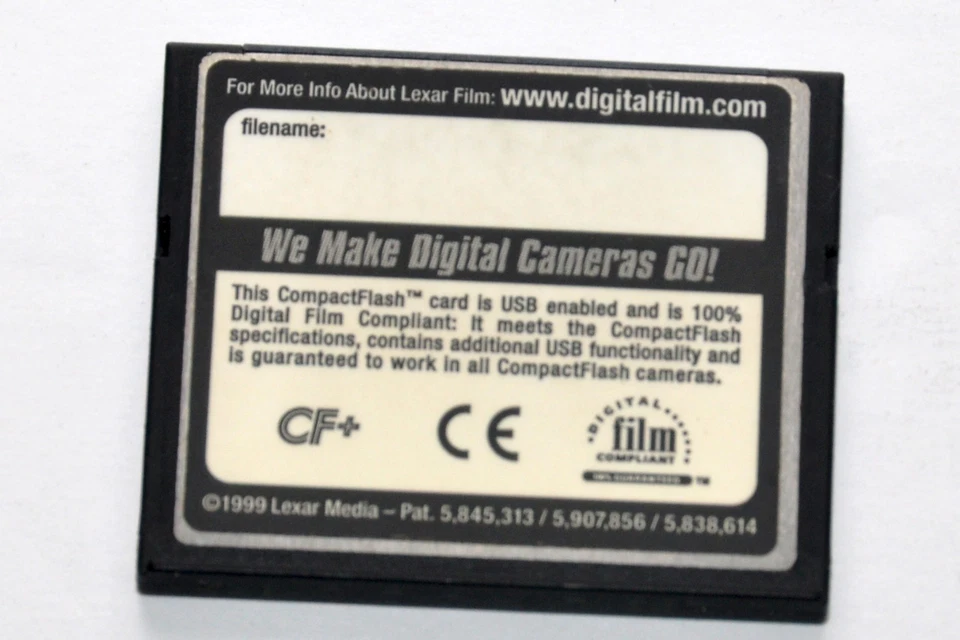 For More Info About Lexar Film: www.digitalfilm.com
filename:
We Make Digital Cameras GO!
This CompactFlash™ card is USB enabled and is 100%
Digital Film Compliant: It meets the CompactFlash
specifications, contains additional USB functionality and
is guaranteed to work in all CompactFlash cameras.
CF+
CE
DIGITAL
film
COMPLIANT
100% GUARANTEED ™
©1999 Lexar Media – Pat. 5,845,313 / 5,907,856 / 5,838,614